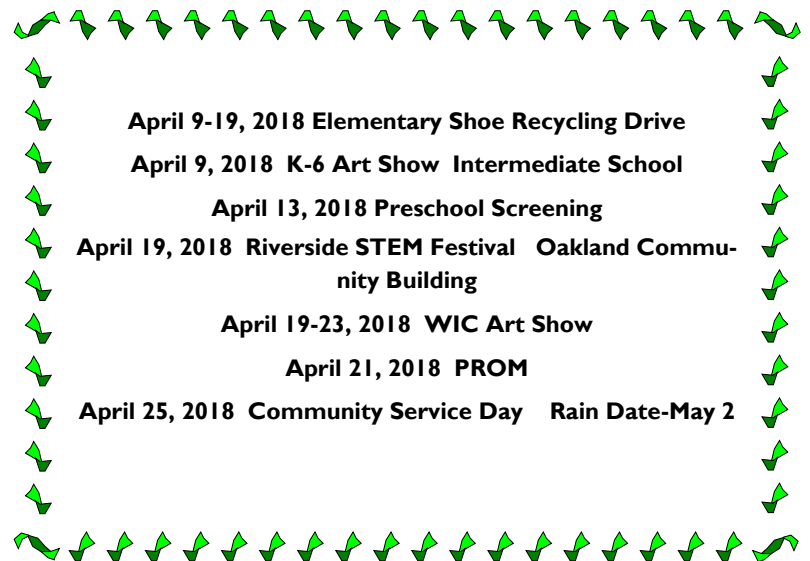 April 9-19, 2018 Elementary Shoe Recycling Drive
April 9, 2018  K-6 Art Show  Intermediate School
April 13, 2018 Preschool Screening
April 19, 2018  Riverside STEM Festival   Oakland Commu-
nity Building
April 19-23, 2018  WIC Art Show
April 21, 2018  PROM
April 25, 2018  Community Service Day    Rain Date-May 2